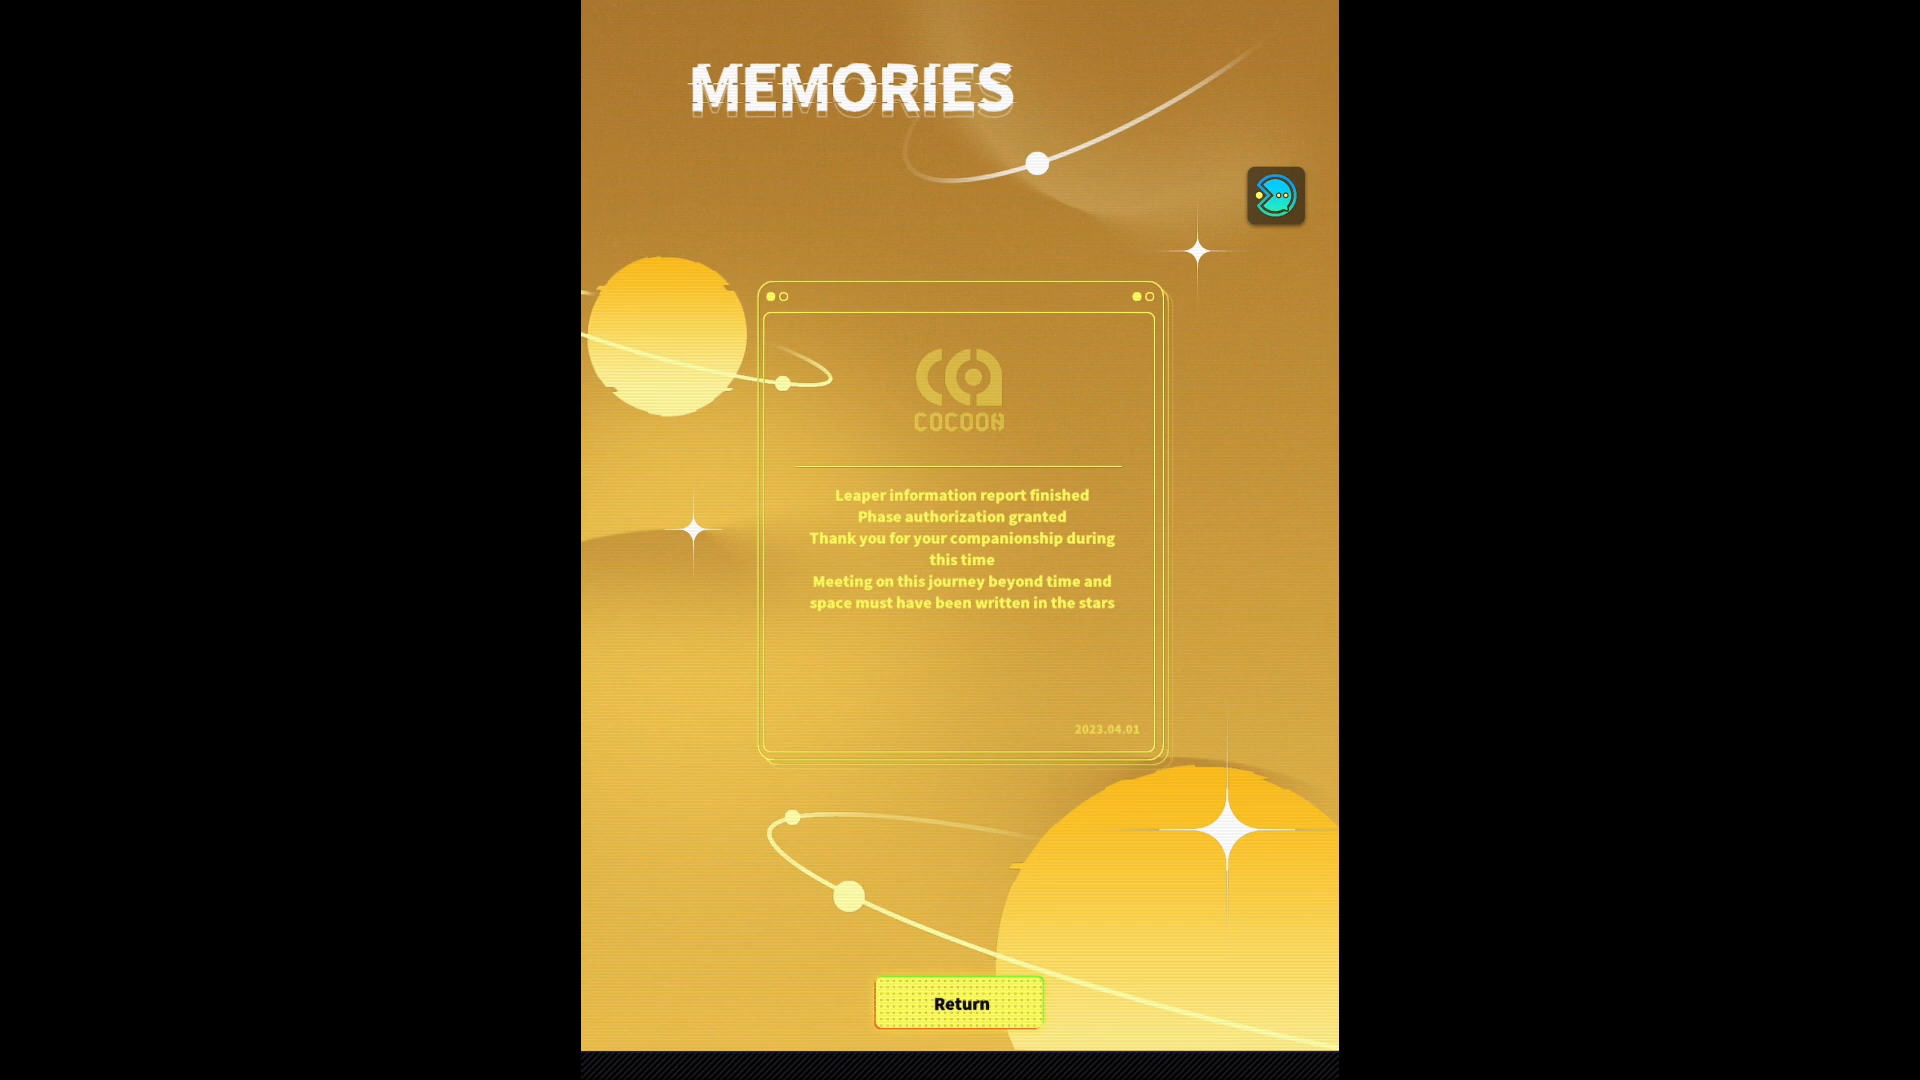 MEMORIES
COCOON
Leaper information report finished
Phase authorization granted
Thank you for your companionship during
this time
Meeting on this journey beyond time and
space must have been written in the stars
2023.04.01
Return